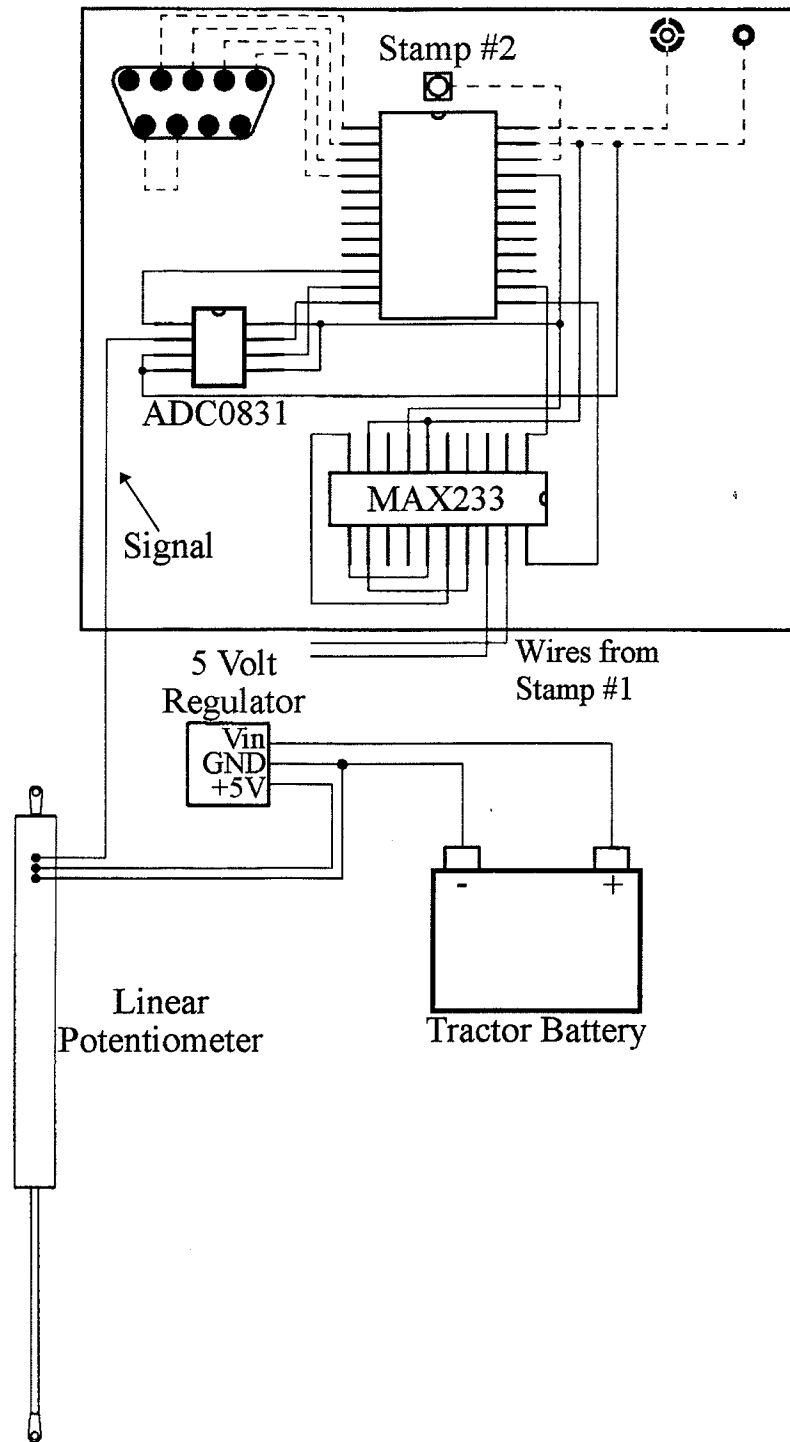 Stamp #2
ADC0831
MAX233
Signal
Wires from
Stamp #1
5 Volt
Regulator
Vin
GND
+5V
- +
Linear
Potentiometer
Tractor Battery